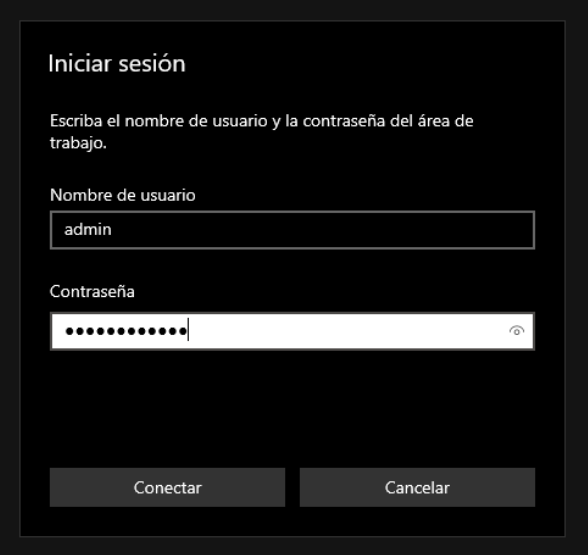 Iniciar sesión
Escriba el nombre de usuario y la contraseña del área de
trabajo.
Nombre de usuario
admin
Contraseña
••••••••••••
Conectar Cancelar